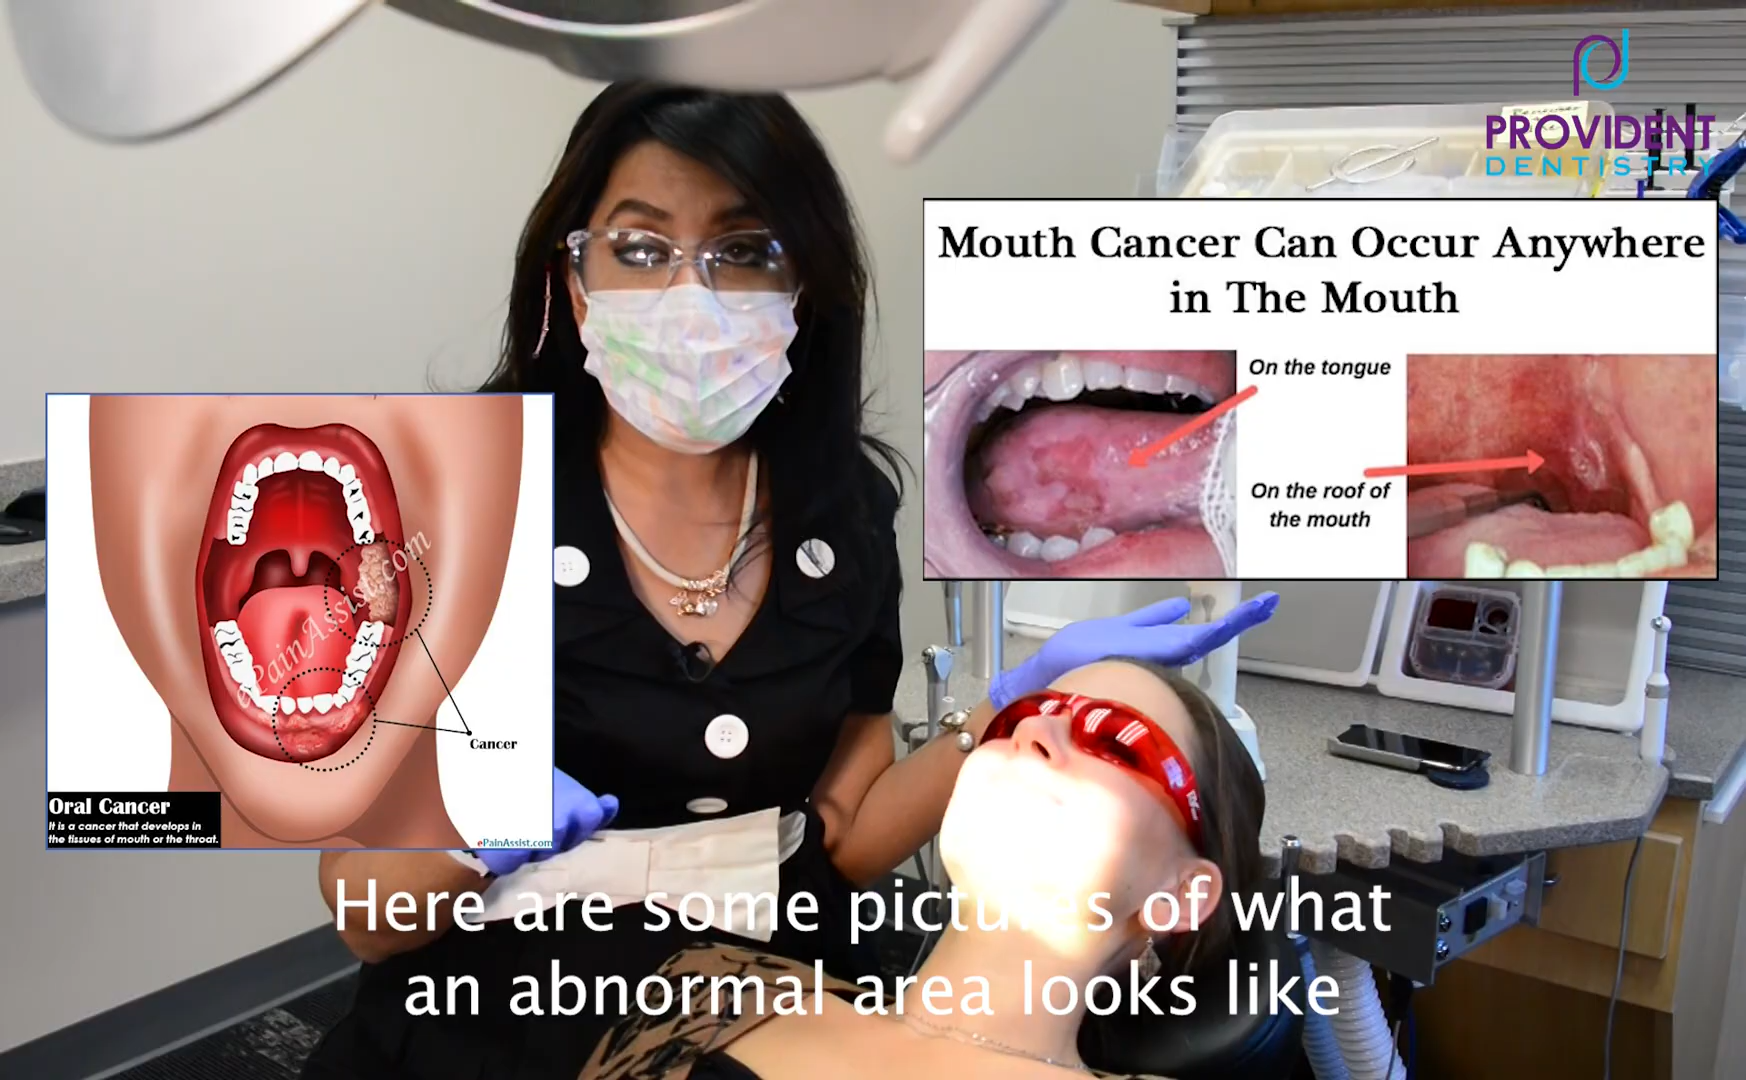 PROVIDENT
DENTISTRY
Mouth Cancer Can Occur Anywhere
in The Mouth
On the tongue
On the roof of
the mouth
ePainAssist.com
Cancer
Oral Cancer
It is a cancer that develops in
the tissues of mouth or the throat.
ePainAssist.com
Here are some pictures of what
an abnormal area looks like